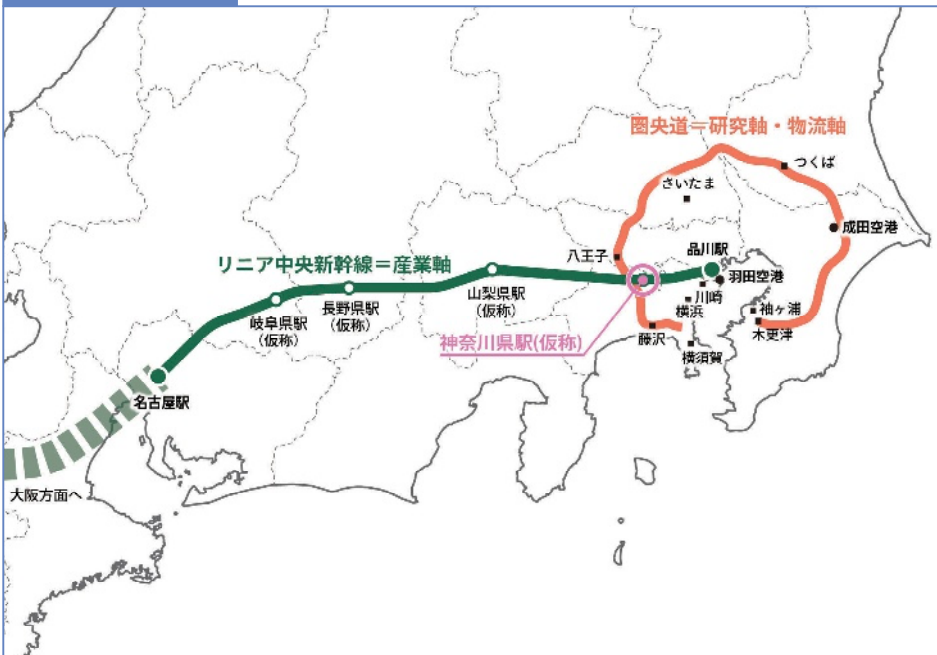 圏央道＝研究軸・物流軸
つくば
さいたま
成田空港
八王子
品川駅
羽田空港
リニア中央新幹線＝産業軸
山梨県駅
(仮称)
川崎
横浜
袖ヶ浦
木更津
長野県駅
(仮称)
岐阜県駅
(仮称)
神奈川県駅(仮称)
藤沢
横須賀
名古屋駅
大阪方面へ